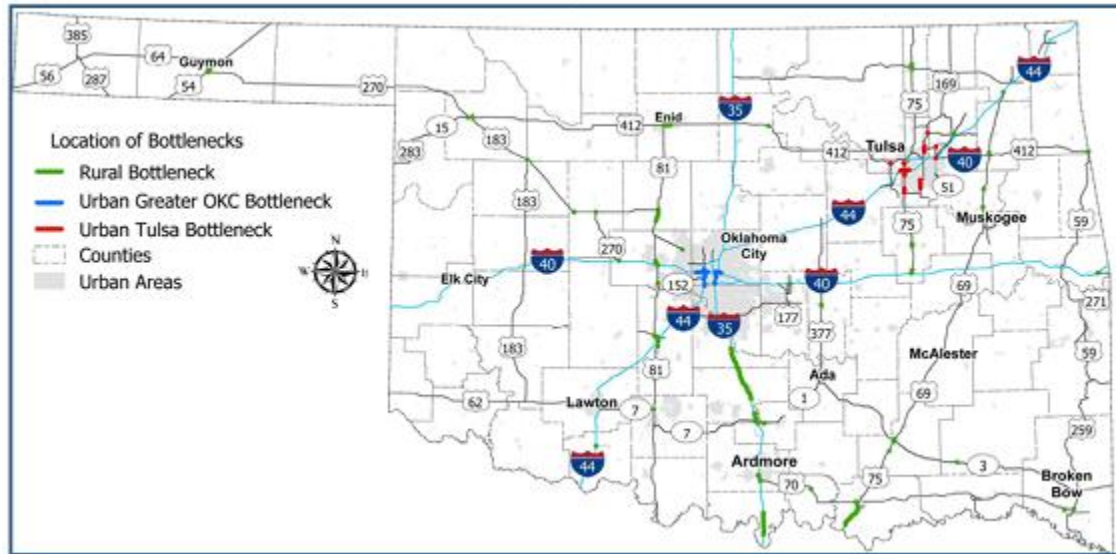 385
64
Guymon
56
287
54
270
44
35
169
75
15
412
Enid
183
283
81
412
Tulsa
40
412
51
Location of Bottlenecks
Rural Bottleneck
Urban Greater OKC Bottleneck
Urban Tulsa Bottleneck
Counties
Urban Areas
N
W
E
S
183
44
75
Muskogee
59
Oklahoma
City
270
40
Elk City
152
40
69
271
177
44
35
377
183
81
McAlester
59
Ada
69
62
Lawton
7
1
7
259
44
Ardmore
3
70
75
Broken
Bow